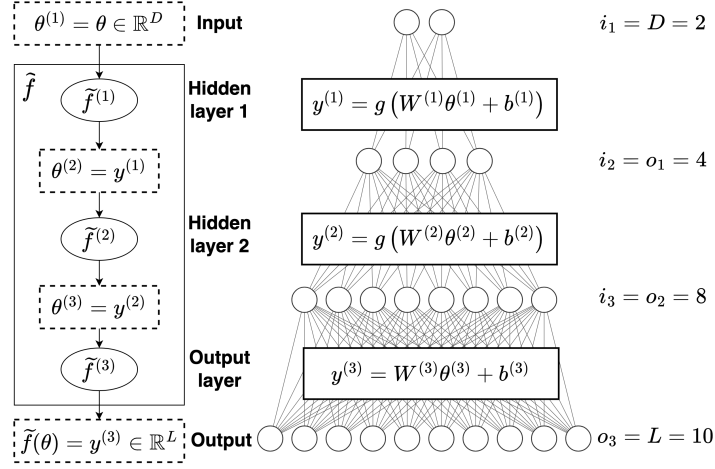 θ^(1) = θ ∈ ℝ^D Input i_1 = D = 2
f̃
f̃^(1) Hidden layer 1 y^(1) = g(W^(1)θ^(1) + b^(1))
θ^(2) = y^(1) i_2 = o_1 = 4
f̃^(2) Hidden layer 2 y^(2) = g(W^(2)θ^(2) + b^(2))
θ^(3) = y^(2) i_3 = o_2 = 8
f̃^(3) Output layer y^(3) = W^(3)θ^(3) + b^(3)
f̃(θ) = y^(3) ∈ ℝ^L Output o_3 = L = 10